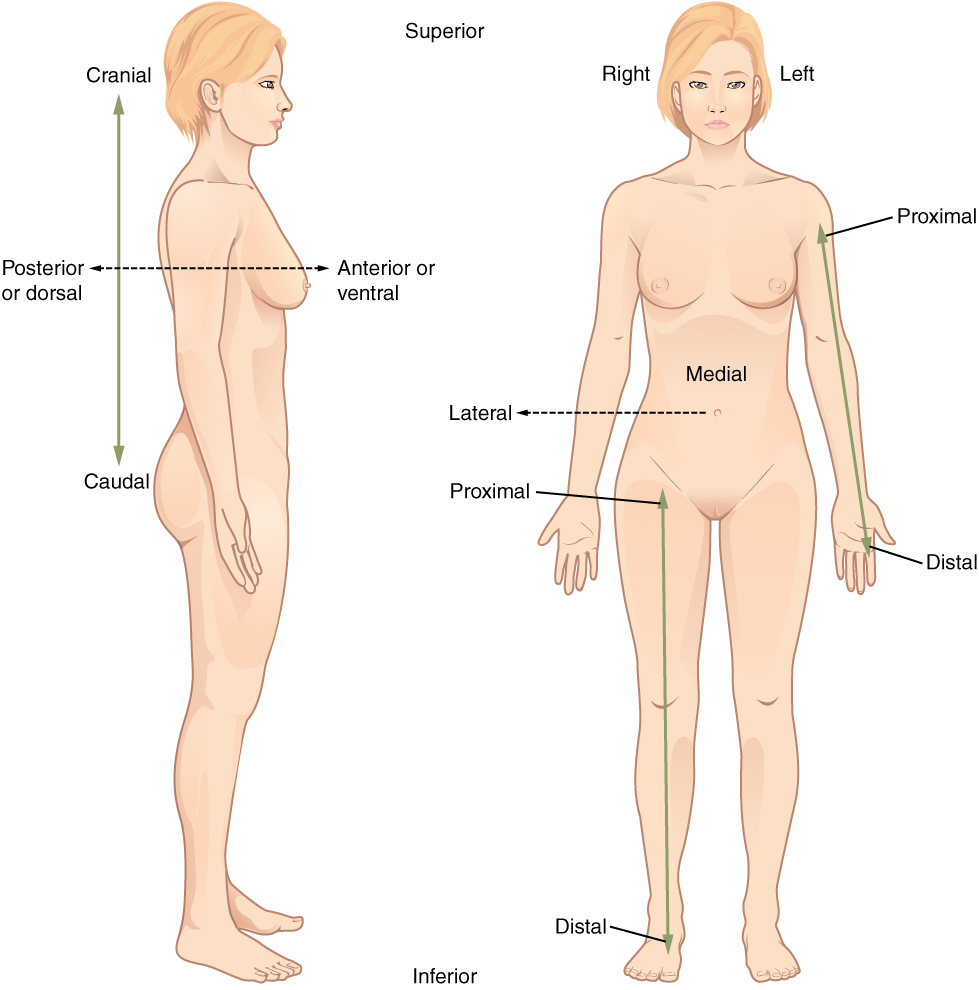 Superior
Cranial
Right
Left
Proximal
Posterior
or dorsal
Anterior or
ventral
Medial
Lateral
Caudal
Proximal
Distal
Distal
Inferior